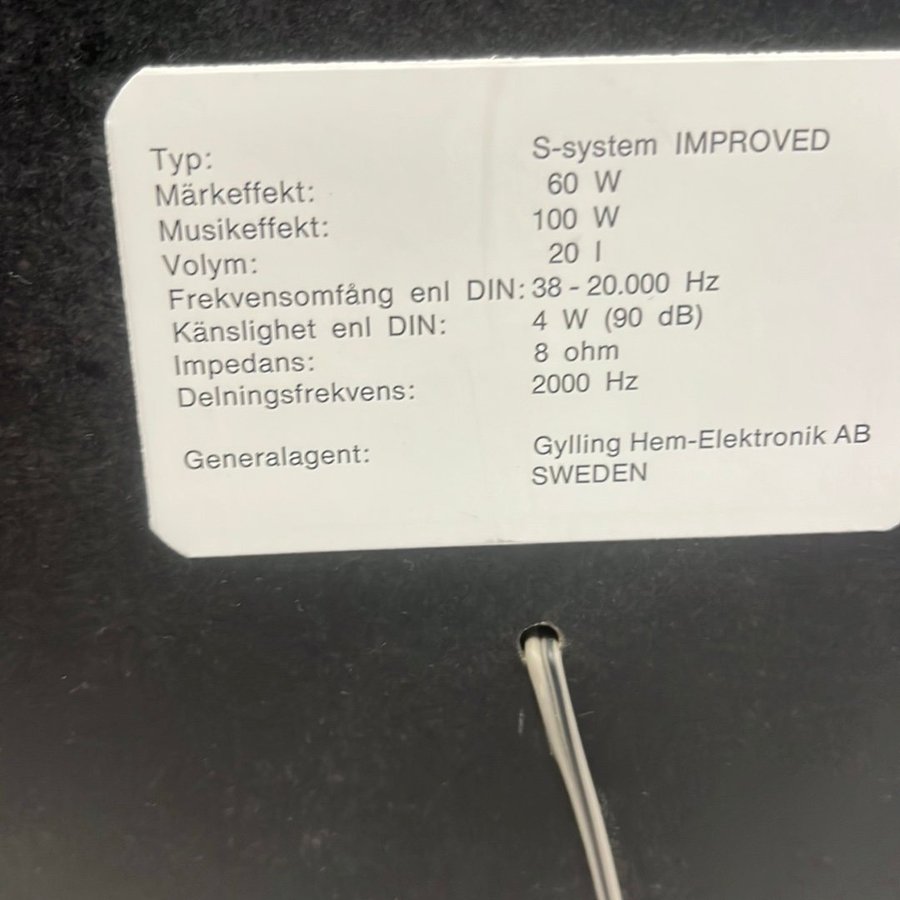 Typ: S-system IMPROVED
Märkeffekt: 60 W
Musikeffekt: 100 W
Volym: 20 l
Frekvensomfång enl DIN: 38 - 20.000 Hz
Känslighet enl DIN: 4 W (90 dB)
Impedans: 8 ohm
Delningsfrekvens: 2000 Hz
Generalagent: Gylling Hem-Elektronik AB
SWEDEN